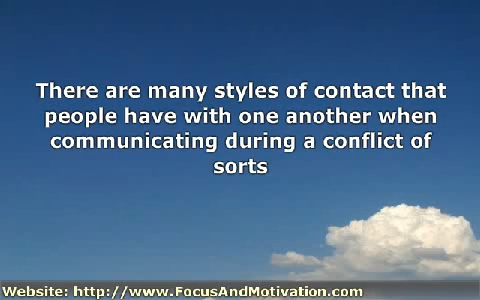 There are many styles of contact that
people have with one another when
communicating during a conflict of
sorts
Website: http://www.FocusAndMotivation.com